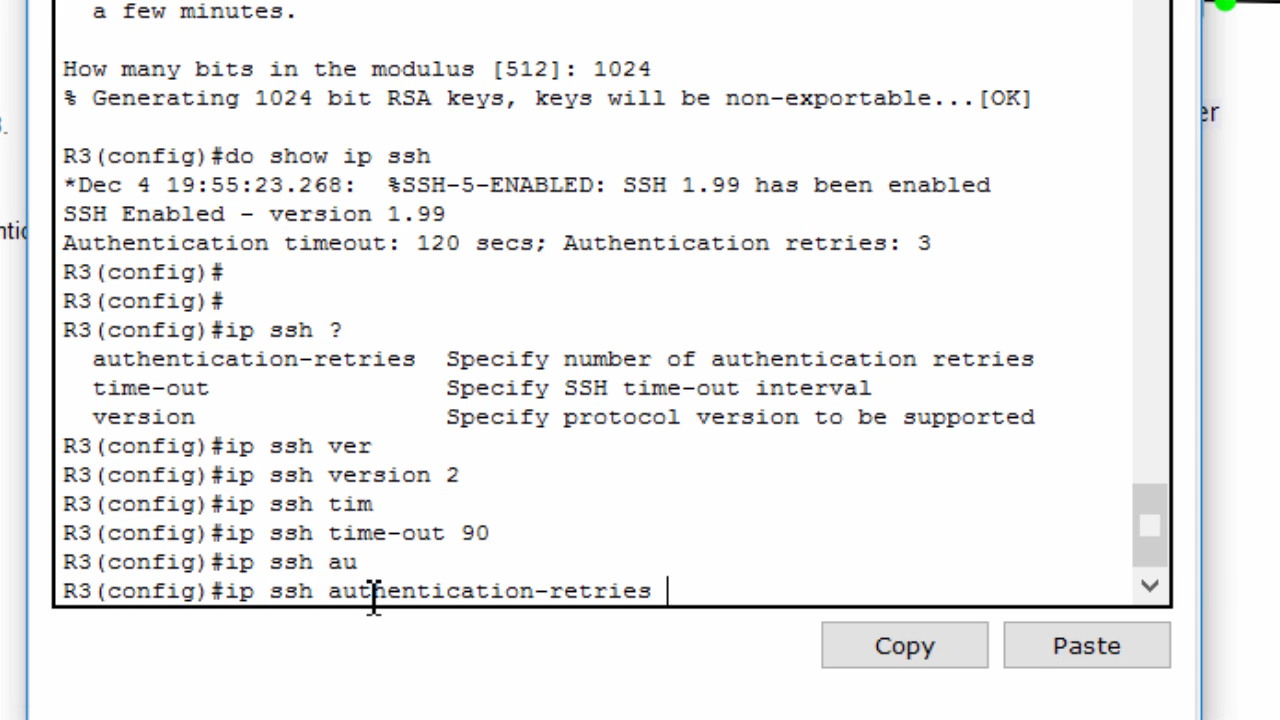 a few minutes.
How many bits in the modulus [512]: 1024
% Generating 1024 bit RSA keys, keys will be non-exportable...[OK]
er
3.
R3(config)#do show ip ssh
*Dec 4 19:55:23.268:  %SSH-5-ENABLED: SSH 1.99 has been enabled
SSH Enabled - version 1.99
ntic
Authentication timeout: 120 secs; Authentication retries: 3
R3(config)#
R3(config)#
R3(config)#ip ssh ?
authentication-retries  Specify number of authentication retries
time-out                Specify SSH time-out interval
version                 Specify protocol version to be supported
R3(config)#ip ssh ver
R3(config)#ip ssh version 2
R3(config)#ip ssh tim
R3(config)#ip ssh time-out 90
R3(config)#ip ssh au
R3(config)#ip ssh authentication-retries
Copy
Paste